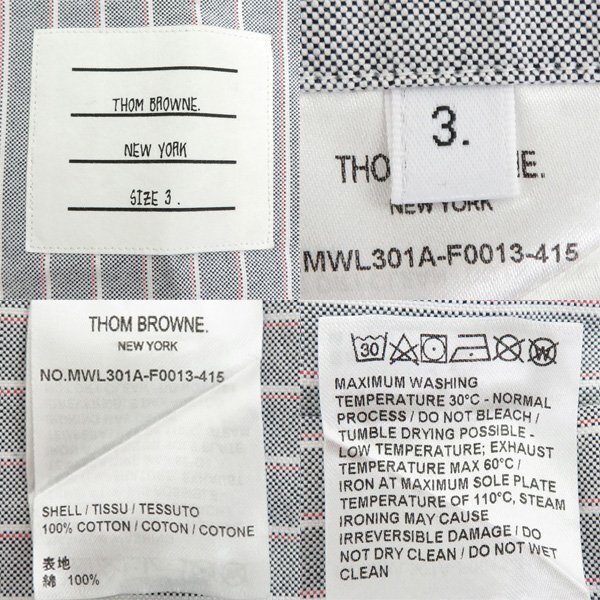 THOM BROWNE.
NEW YORK
SIZE 3.
3.
THO NE.
NEW YORK
MWL301A-F0013-415
THOM BROWNE.
NEW YORK
NO.MWL301A-F0013-415
SHELL / TISSU / TESSUTO
100% COTTON / COTON / COTONE
表地
綿 100%
30
W
MAXIMUM WASHING
TEMPERATURE 30°C - NORMAL
PROCESS / DO NOT BLEACH /
TUMBLE DRYING POSSIBLE -
LOW TEMPERATURE; EXHAUST
TEMPERATURE MAX 60°C /
IRON AT MAXIMUM SOLE PLATE
TEMPERATURE OF 110°C, STEAM
IRONING MAY CAUSE
IRREVERSIBLE DAMAGE / DO
NOT DRY CLEAN / DO NOT WET
CLEAN